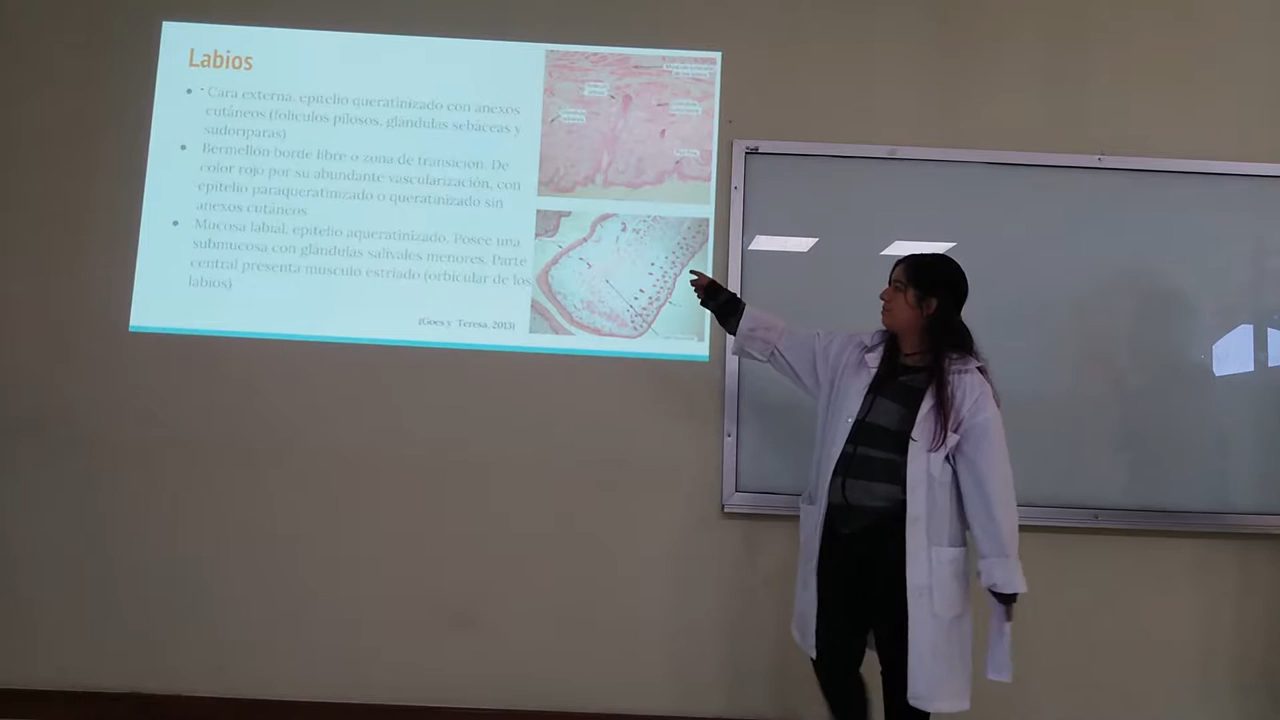 Labios
Cara externa, epitelio queratinizado con anexos
cutáneos (folículos pilosos, glándulas sebáceas y
sudoríparas)
Bermellón borde libre o zona de transición. De
color rojo por su abundante vascularización, con
epitelio paraqueratinizado o queratinizado sin
anexos cutáneos
Mucosa labial, epitelio aqueratinizado. Posee una
submucosa con glándulas salivales menores. Parte
central presenta musculo estriado (orbicular de los
labios)
(Goes y Teresa, 2013)